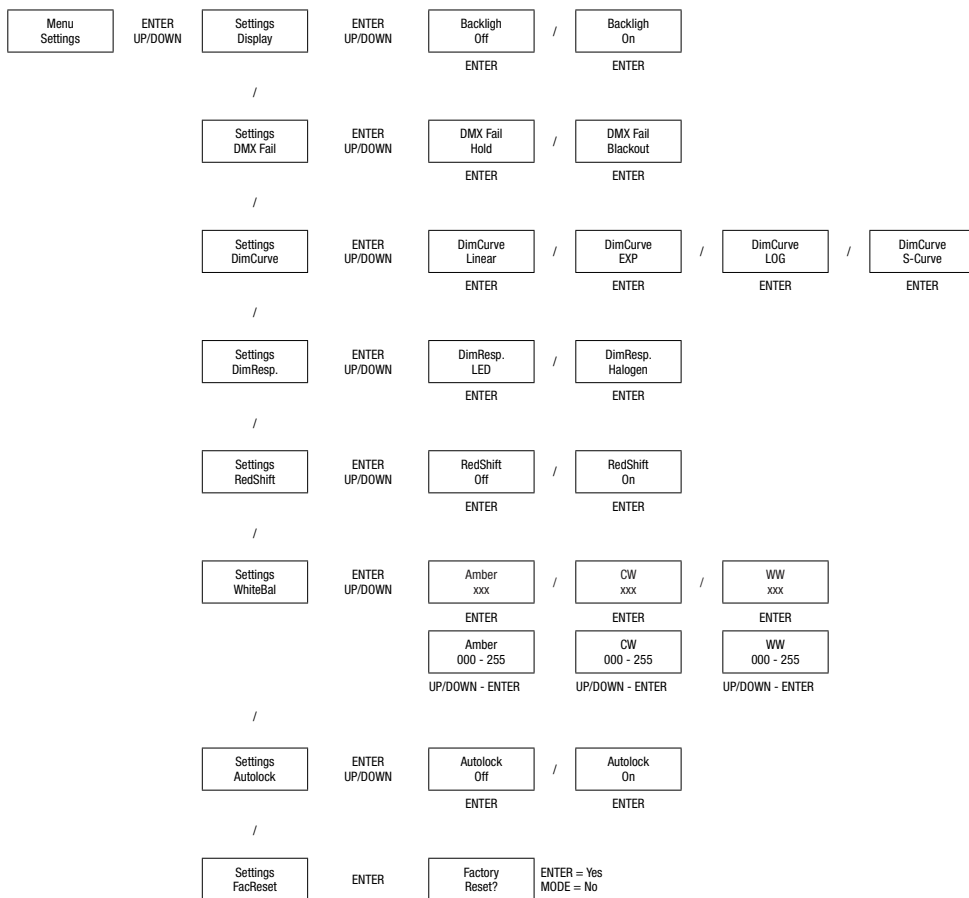 Menu
Settings
ENTER
UP/DOWN
Settings
Display
ENTER
UP/DOWN
Backligh
Off
/
Backligh
On
ENTER
ENTER
/
Settings
DMX Fail
ENTER
UP/DOWN
DMX Fail
Hold
/
DMX Fail
Blackout
ENTER
ENTER
/
Settings
DimCurve
ENTER
UP/DOWN
DimCurve
Linear
/
DimCurve
EXP
/
DimCurve
LOG
/
DimCurve
S-Curve
ENTER
ENTER
ENTER
ENTER
/
Settings
DimResp.
ENTER
UP/DOWN
DimResp.
LED
/
DimResp.
Halogen
ENTER
ENTER
/
Settings
RedShift
ENTER
UP/DOWN
RedShift
Off
/
RedShift
On
ENTER
ENTER
/
Settings
WhiteBal
ENTER
UP/DOWN
Amber
xxx
/
CW
xxx
/
WW
xxx
ENTER
ENTER
ENTER
Amber
000 - 255
CW
000 - 255
WW
000 - 255
UP/DOWN - ENTER
UP/DOWN - ENTER
UP/DOWN - ENTER
/
Settings
Autolock
ENTER
UP/DOWN
Autolock
Off
/
Autolock
On
ENTER
ENTER
/
Settings
FacReset
ENTER
Factory
Reset?
ENTER = Yes
MODE = No